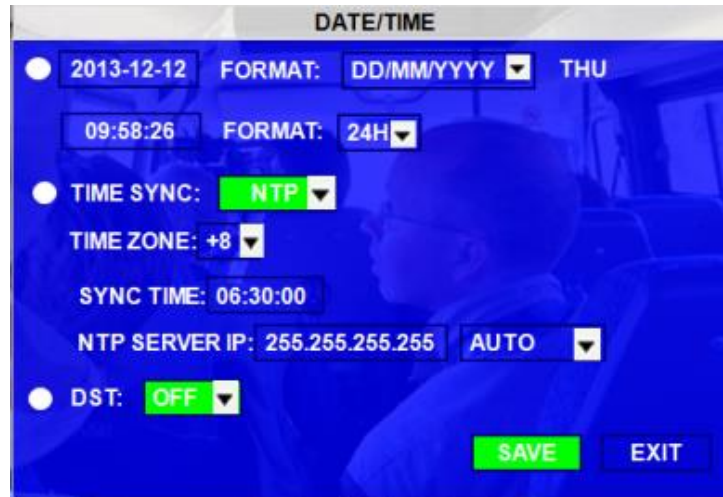 DATE/TIME
2013-12-12 FORMAT: DD/MM/YYYY THU
09:58:26 FORMAT: 24H
TIME SYNC: NTP
TIME ZONE: +8
SYNC TIME: 06:30:00
NTP SERVER IP: 255.255.255.255 AUTO
DST: OFF
SAVE EXIT